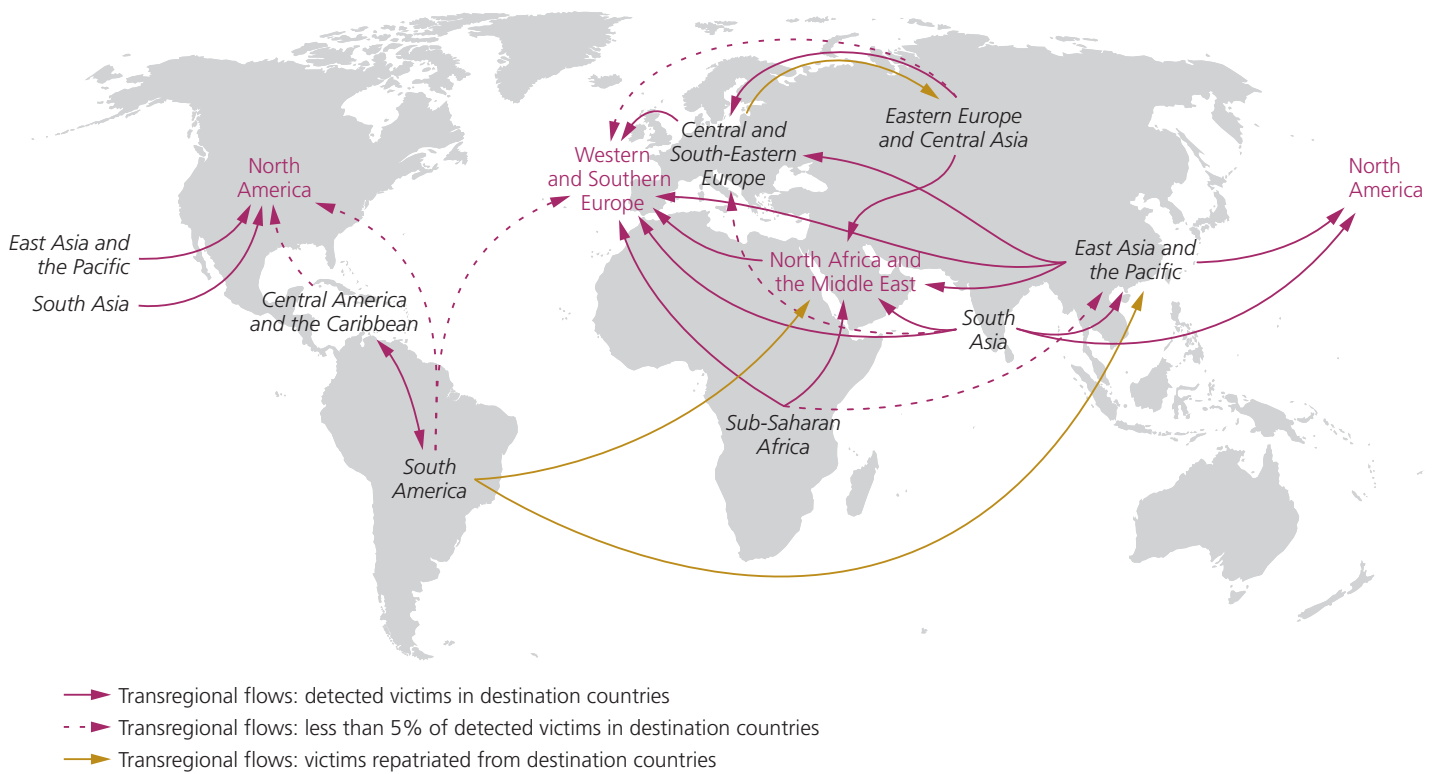 North
America
East Asia and
the Pacific
South Asia
Central America
and the Caribbean
South
America
Western
and Southern
Europe
Central and
South-Eastern
Europe
Eastern Europe
and Central Asia
North Africa and
the Middle East
Sub-Saharan
Africa
South
Asia
East Asia and
the Pacific
North
America
Transregional flows: detected victims in destination countries
Transregional flows: less than 5% of detected victims in destination countries
Transregional flows: victims repatriated from destination countries